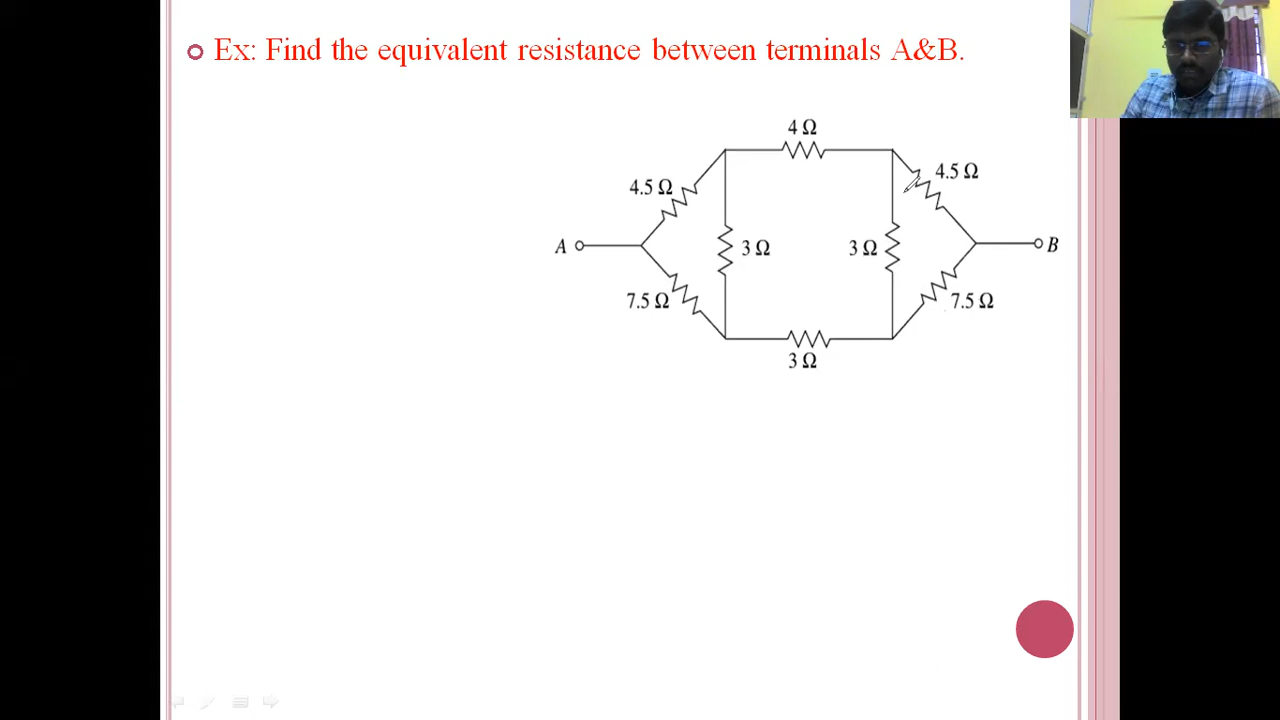 Ex: Find the equivalent resistance between terminals A&B.
4 Ω
4.5 Ω
4.5 Ω
A
3 Ω
3 Ω
B
7.5 Ω
7.5 Ω
3 Ω